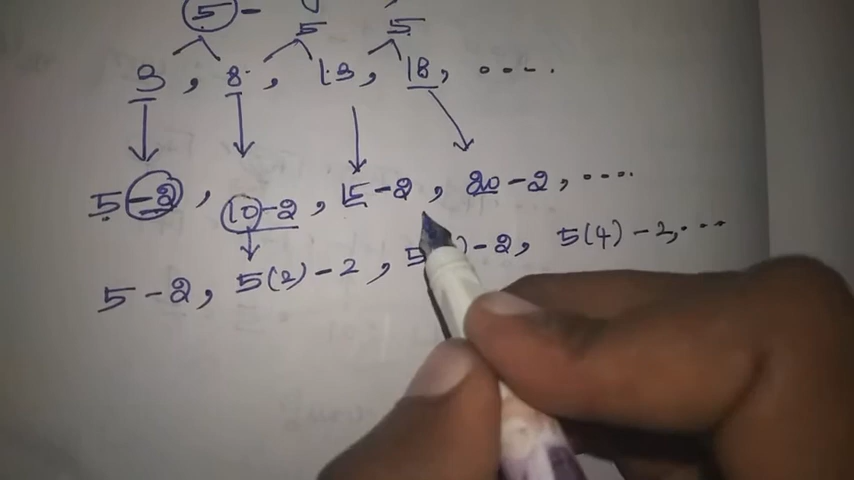 5 -
5 5
3, 8, 13, 18, ....
5-2, 10-2, 15-2, 20-2, ....
5-2, 5(2)-2, 5 )-2, 5(4)-2, ...